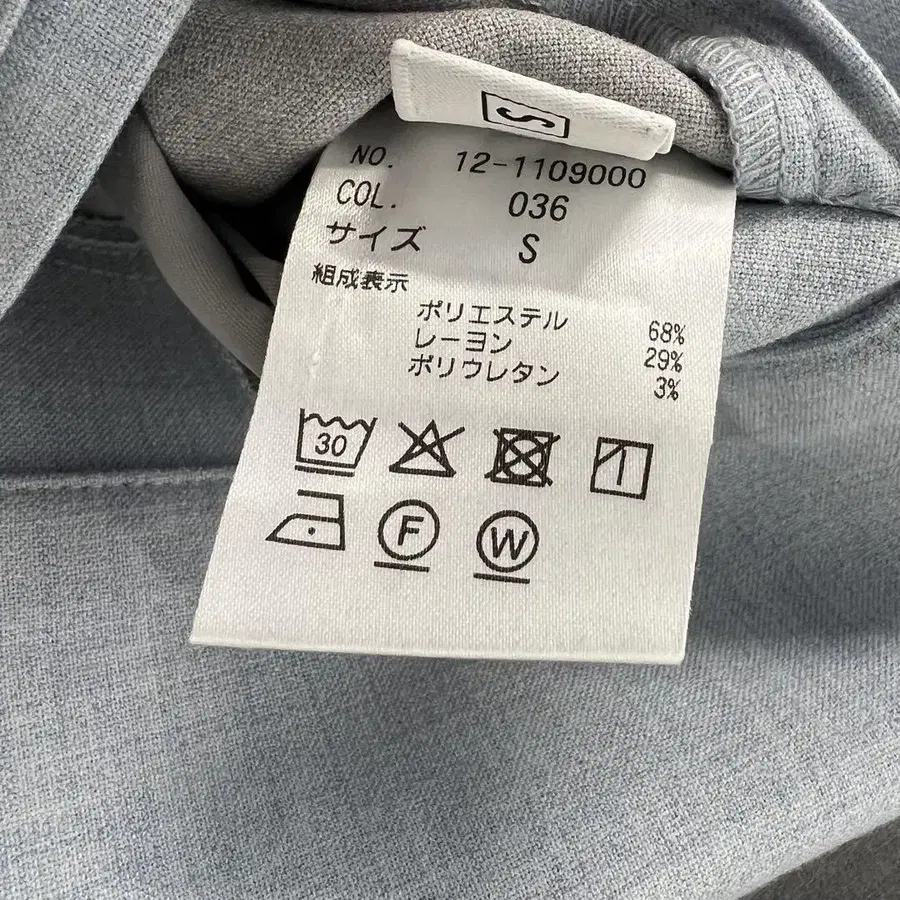 S
NO. 12-1109000
COL. 036
サイズ S
組成表示
ポリエステル 68%
レーヨン 29%
ポリウレタン 3%
30
F
W